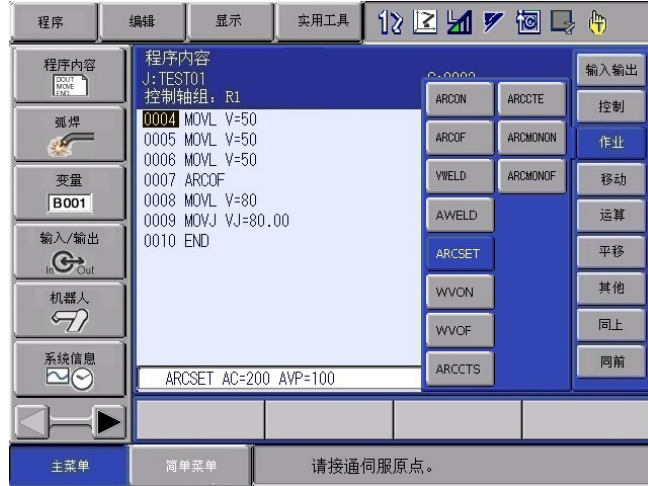 程序 编辑 显示 实用工具
程序内容
DOUT
MOVE
END
弧焊
变量
B001
输入/输出
In Out
机器人
系统信息
程序内容
J:TEST01
控制轴组: R1
0004 MOVL V=50
0005 MOVL V=50
0006 MOVL V=50
0007 ARCOF
0008 MOVL V=80
0009 MOVJ VJ=80.00
0010 END
ARCSET AC=200 AVP=100
ARCON ARCCTE
ARCOF ARCMONON
VWELD ARCMONOF
AWELD
ARCSET
WVON
WVOF
ARCCTS
输入输出
控制
作业
移动
运算
平移
其他
同上
同前
主菜单 简单菜单 请接通伺服原点。